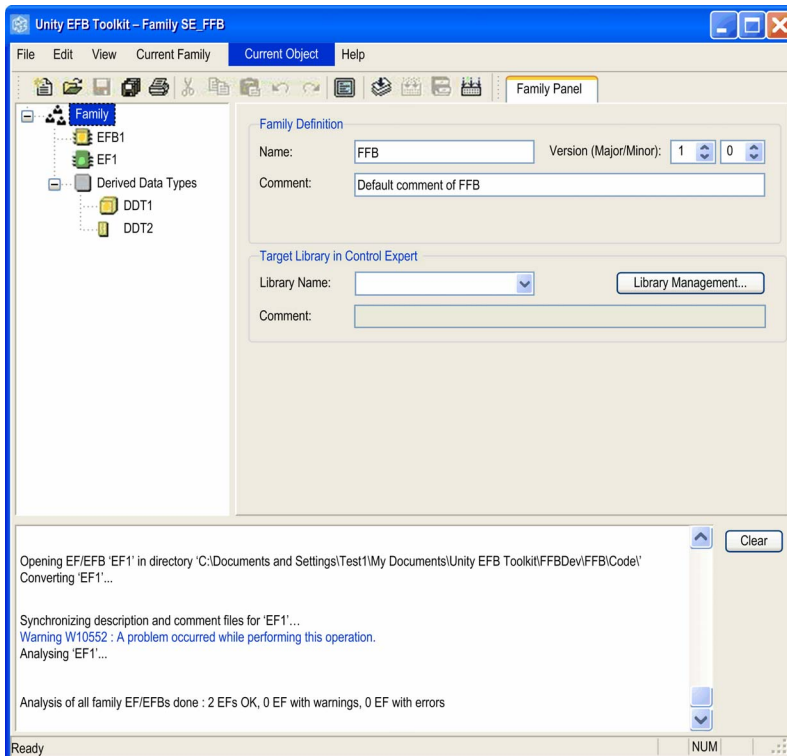 Unity EFB Toolkit – Family SE_FFB
File Edit View Current Family Current Object Help
Family Panel
Family
EFB1
EF1
Derived Data Types
DDT1
DDT2
Family Definition
Name: FFB Version (Major/Minor): 1 0
Comment: Default comment of FFB
Target Library in Control Expert
Library Name: Library Management...
Comment:
Clear
Opening EF/EFB ‘EF1’ in directory ‘C:\Documents and Settings\Test1\My Documents\Unity EFB Toolkit\FFBDev\FFB\Code\’
Converting ‘EF1’...
Synchronizing description and comment files for ‘EF1’…
Warning W10552 : A problem occurred while performing this operation.
Analysing ‘EF1’...
Analysis of all family EF/EFBs done : 2 EFs OK, 0 EF with warnings, 0 EF with errors
Ready NUM